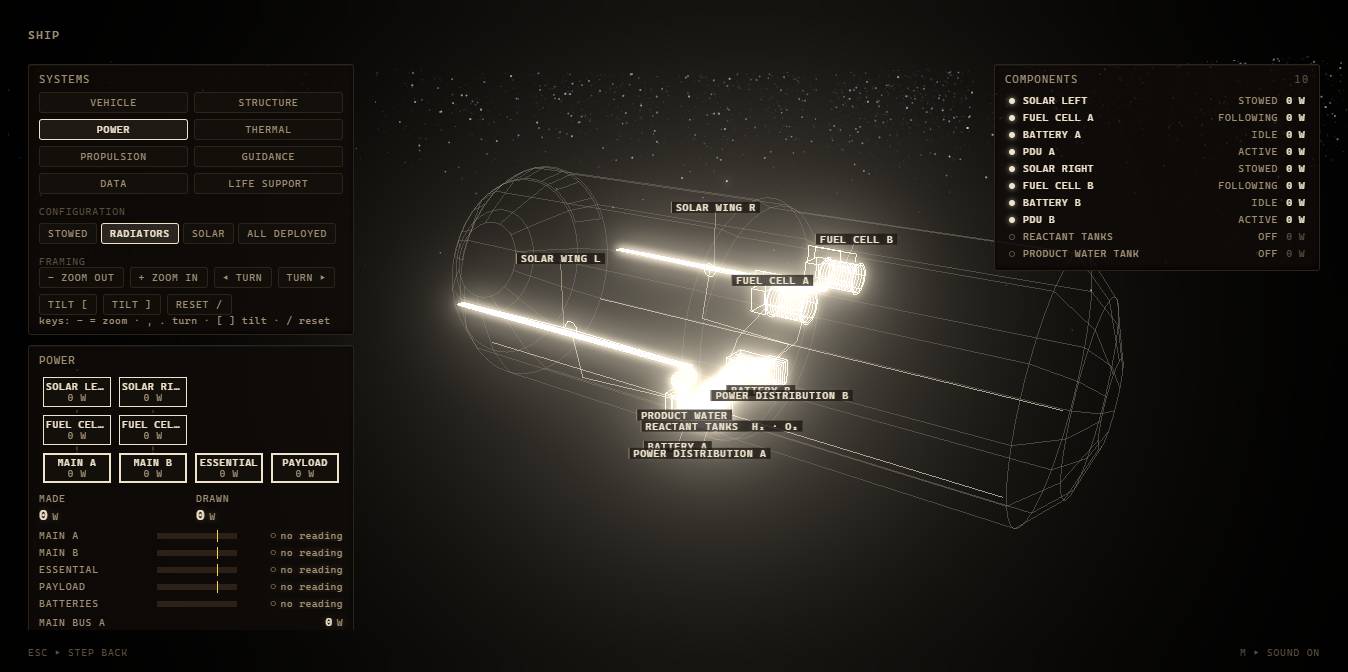 SHIP
SYSTEMS
VEHICLE
STRUCTURE
POWER
THERMAL
PROPULSION
GUIDANCE
DATA
LIFE SUPPORT
CONFIGURATION
STOWED
RADIATORS
SOLAR
ALL DEPLOYED
FRAMING
− ZOOM OUT
+ ZOOM IN
◂ TURN
TURN ▸
TILT [
TILT ]
RESET /
keys: − = zoom · , . turn · [ ] tilt · / reset
POWER
SOLAR LE…
0 W
SOLAR RI…
0 W
FUEL CEL…
0 W
FUEL CEL…
0 W
MAIN A
0 W
MAIN B
0 W
ESSENTIAL
0 W
PAYLOAD
0 W
MADE
0 W
DRAWN
0 W
MAIN A ○ no reading
MAIN B ○ no reading
ESSENTIAL ○ no reading
PAYLOAD ○ no reading
BATTERIES ○ no reading
MAIN BUS A 0 W
SOLAR WING R
SOLAR WING L
FUEL CELL B
FUEL CELL A
BATTERY B
POWER DISTRIBUTION B
PRODUCT WATER
REACTANT TANKS H₂ · O₂
BATTERY A
POWER DISTRIBUTION A
COMPONENTS 10
SOLAR LEFT STOWED 0 W
FUEL CELL A FOLLOWING 0 W
BATTERY A IDLE 0 W
PDU A ACTIVE 0 W
SOLAR RIGHT STOWED 0 W
FUEL CELL B FOLLOWING 0 W
BATTERY B IDLE 0 W
PDU B ACTIVE 0 W
REACTANT TANKS OFF 0 W
PRODUCT WATER TANK OFF 0 W
ESC ▸ STEP BACK
M ▸ SOUND ON